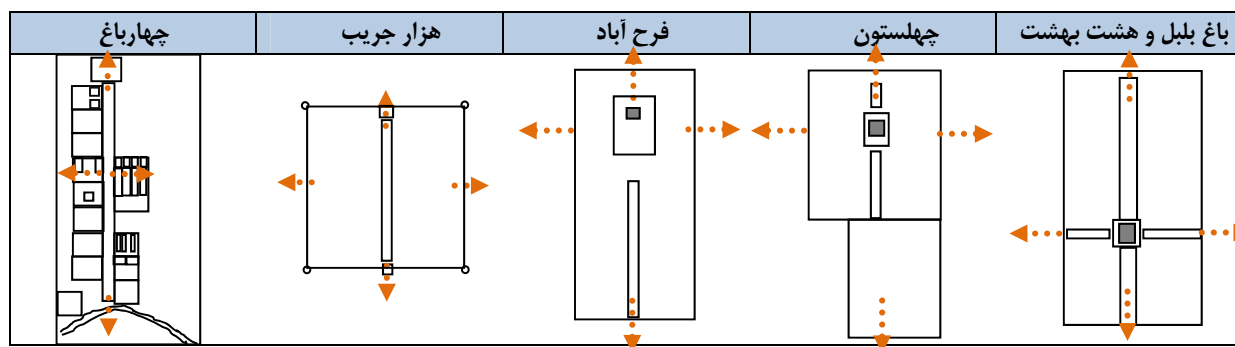 باغ بلبل و هشت بهشت
چهلستون
فرح آباد
هزار جریب
چهارباغ